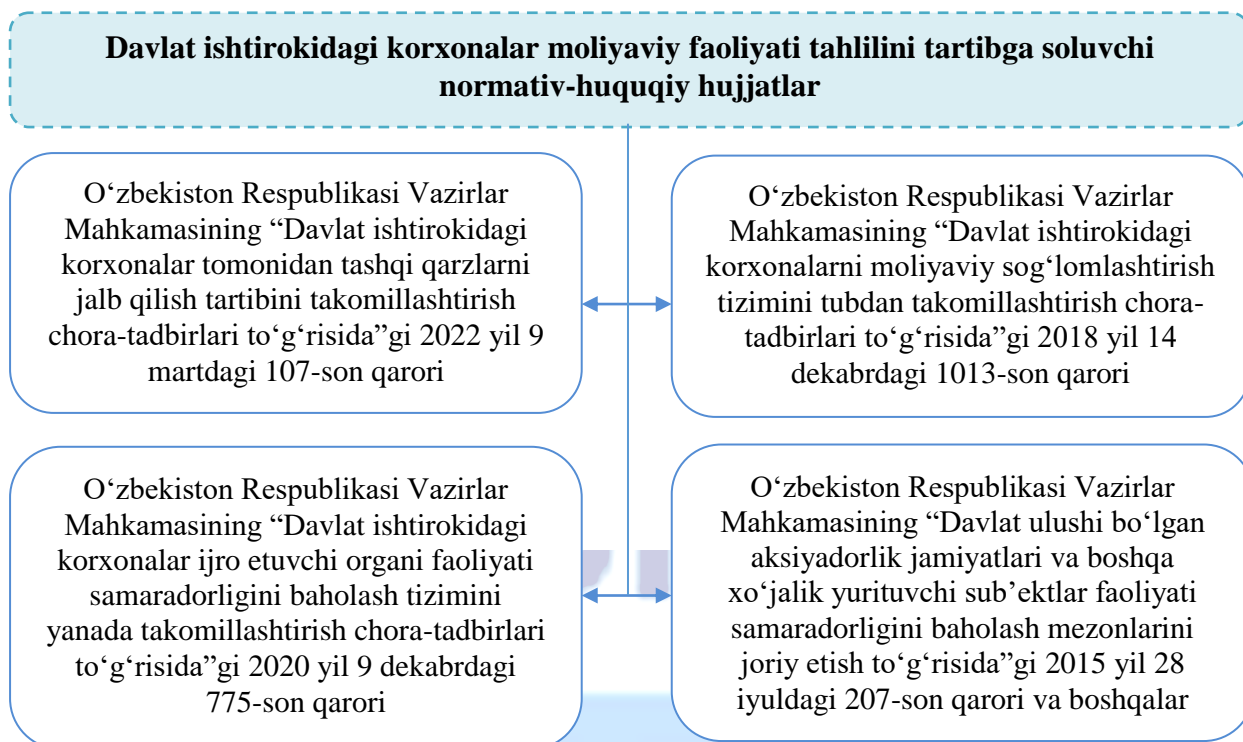 Davlat ishtirokidagi korxonalar moliyaviy faoliyati tahlilini tartibga soluvchi
normativ-huquqiy hujjatlar
O‘zbekiston Respublikasi Vazirlar
Mahkamasining “Davlat ishtirokidagi
korxonalar tomonidan tashqi qarzlarni
jalb qilish tartibini takomillashtirish
chora-tadbirlari to‘g‘risida”gi 2022 yil 9
martdagi 107-son qarori
O‘zbekiston Respublikasi Vazirlar
Mahkamasining “Davlat ishtirokidagi
korxonalarni moliyaviy sog‘lomlashtirish
tizimini tubdan takomillashtirish chora-
tadbirlari to‘g‘risida”gi 2018 yil 14
dekabrdagi 1013-son qarori
O‘zbekiston Respublikasi Vazirlar
Mahkamasining “Davlat ishtirokidagi
korxonalar ijro etuvchi organi faoliyati
samaradorligini baholash tizimini
yanada takomillashtirish chora-tadbirlari
to‘g‘risida”gi 2020 yil 9 dekabrdagi
775-son qarori
O‘zbekiston Respublikasi Vazirlar
Mahkamasining “Davlat ulushi bo‘lgan
aksiyadorlik jamiyatlari va boshqa
xo‘jalik yurituvchi sub’ektlar faoliyati
samaradorligini baholash mezonlarini
joriy etish to‘g‘risida”gi 2015 yil 28
iyuldagi 207-son qarori va boshqalar